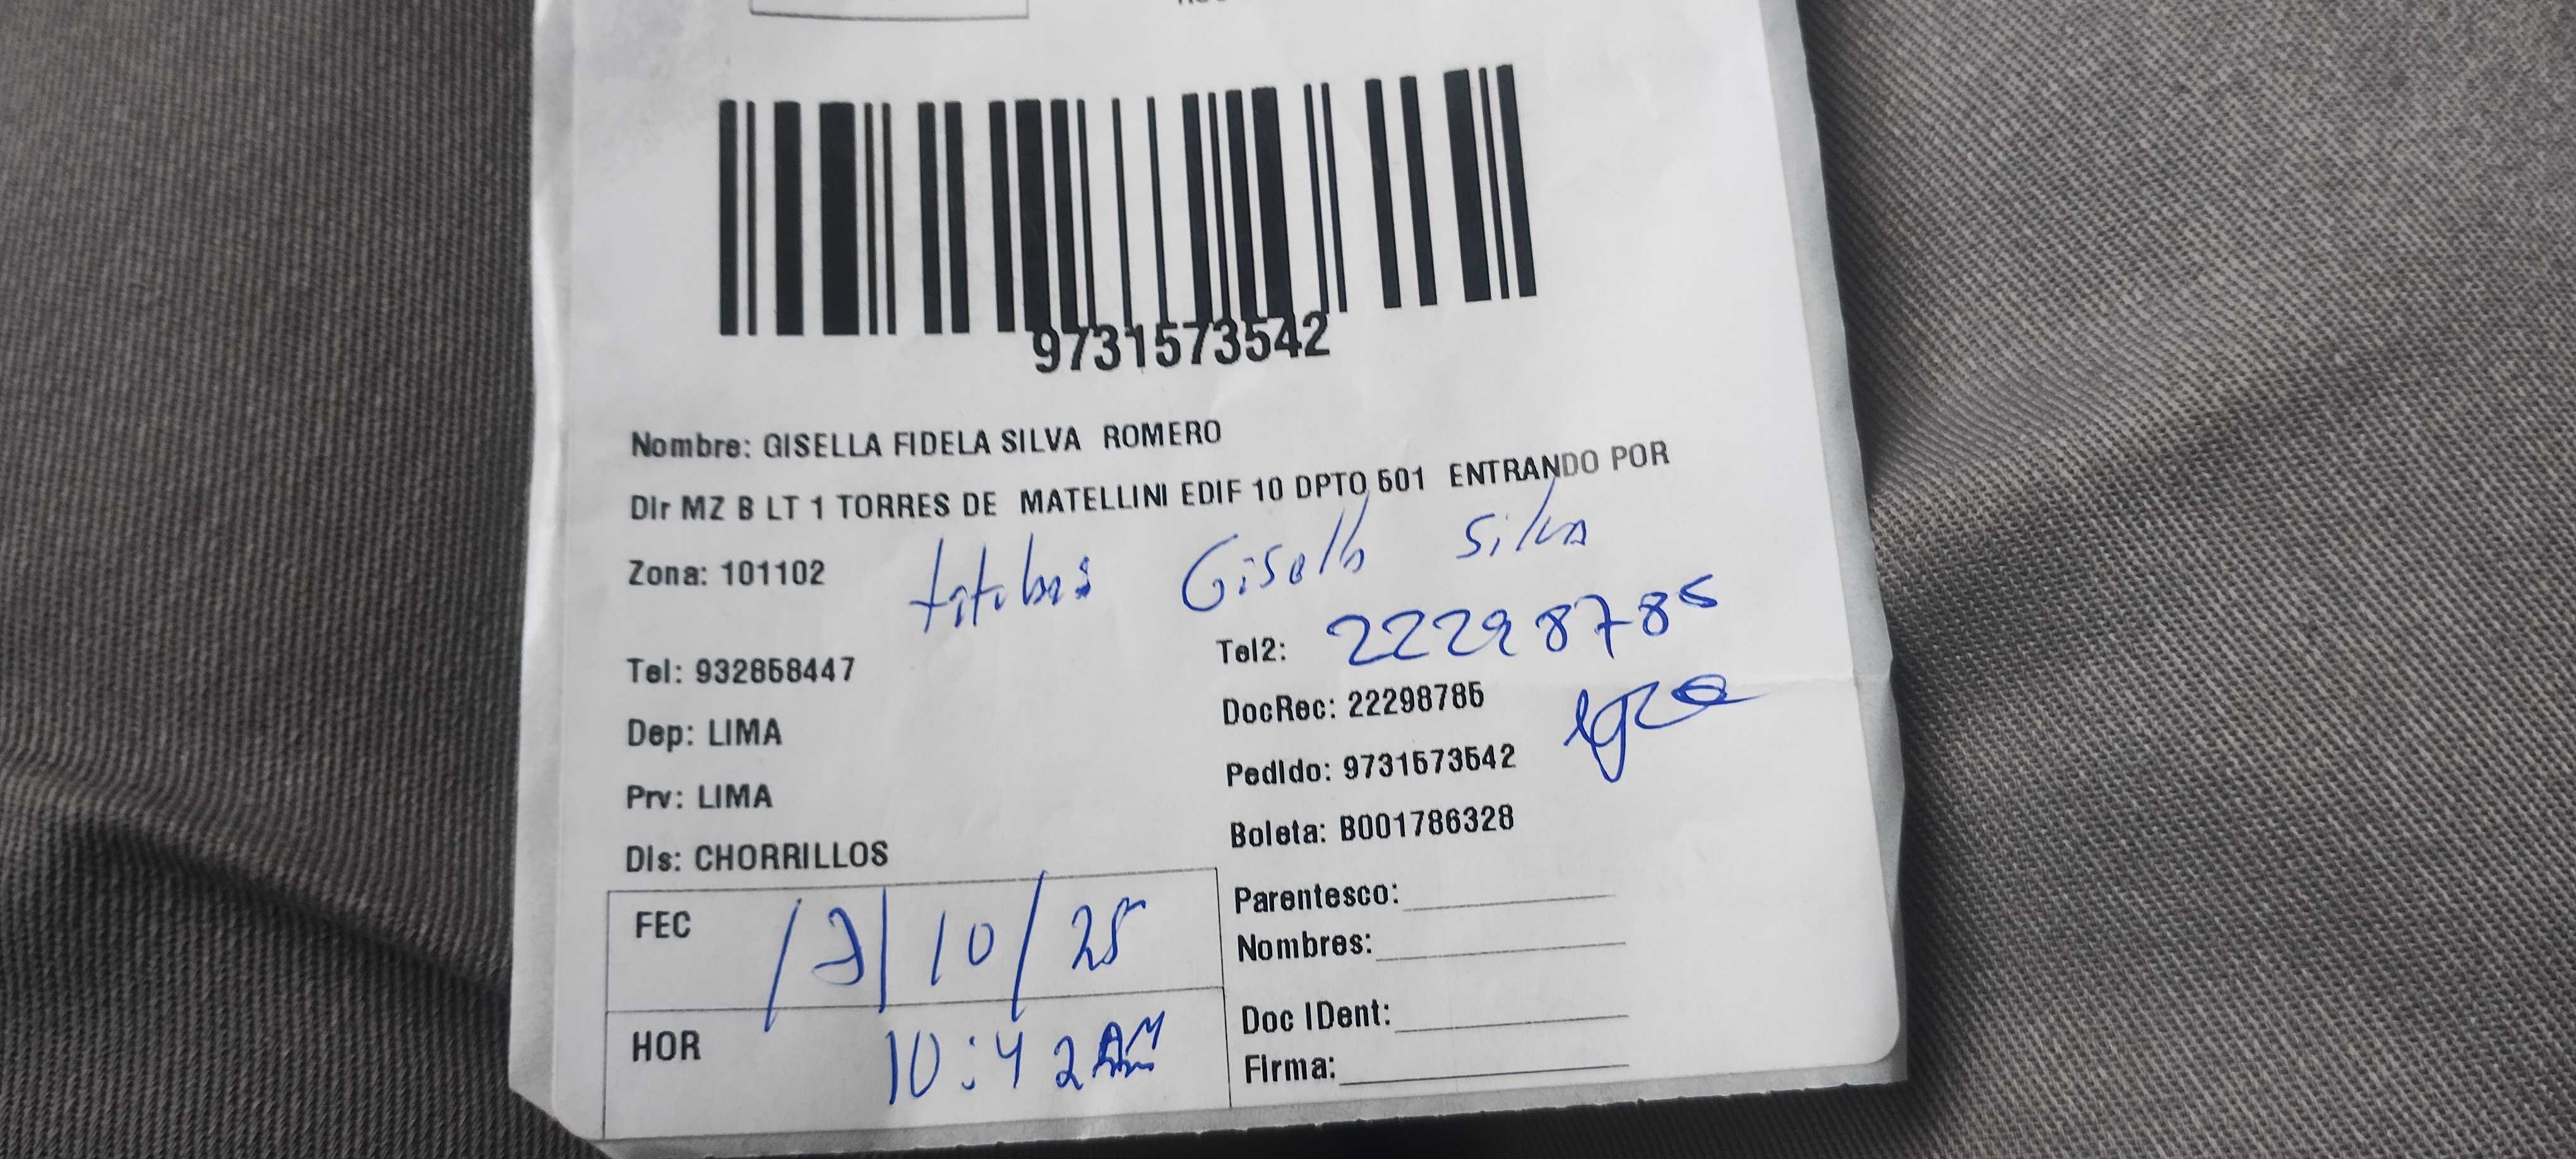 9731573542
Nombre: GISELLA FIDELA SILVA ROMERO
Dir MZ B LT 1 TORRES DE MATELLINI EDIF 10 DPTO 501 ENTRANDO POR
Zona: 101102
Gisella Silva
Tel: 932858447
Tel2: 22298785
DocRec: 22298785
Dep: LIMA
Pedido: 9731573542
Prv: LIMA
Boleta: B001786328
Dis: CHORRILLOS
Parentesco:
FEC
10/25
Nombres:
Doc IDent:
HOR 10:42 AM
Firma: